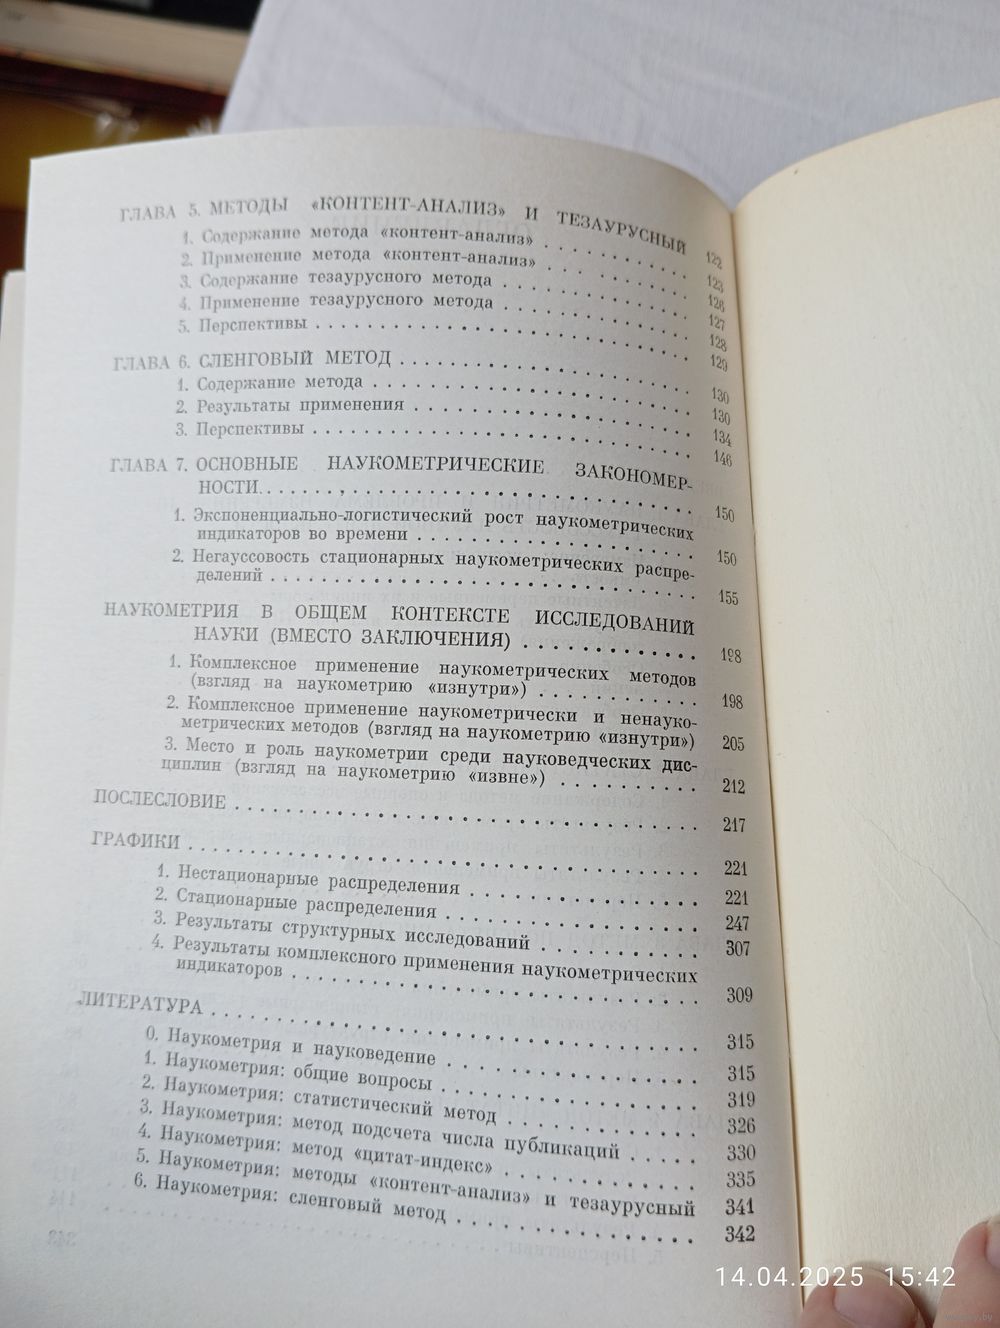 ГЛАВА 5. МЕТОДЫ «КОНТЕНТ-АНАЛИЗ» И ТЕЗАУРУСНЫЙ 122
1. Содержание метода «контент-анализ» . . . . . . . . . 123
2. Применение метода «контент-анализ» . . . . . . . . . 126
3. Содержание тезаурусного метода . . . . . . . . . . . 127
4. Применение тезаурусного метода . . . . . . . . . . . 128
5. Перспективы . . . . . . . . . . . . . . . . . . . . 129
ГЛАВА 6. СЛЕНГОВЫЙ МЕТОД . . . . . . . . . . . . . . . . 130
1. Содержание метода . . . . . . . . . . . . . . . . . 130
2. Результаты применения . . . . . . . . . . . . . . . 134
3. Перспективы . . . . . . . . . . . . . . . . . . . . 146
ГЛАВА 7. ОСНОВНЫЕ НАУКОМЕТРИЧЕСКИЕ ЗАКОНОМЕР-
НОСТИ. . . . . . . . . . . . . . . . . . . . . . . . 150
1. Экспоненциально-логистический рост наукометрических
индикаторов во времени . . . . . . . . . . . . . . . 150
2. Негауссовость стационарных наукометрических распре-
делений . . . . . . . . . . . . . . . . . . . . . . 155
НАУКОМЕТРИЯ В ОБЩЕМ КОНТЕКСТЕ ИССЛЕДОВАНИЙ
НАУКИ (ВМЕСТО ЗАКЛЮЧЕНИЯ) . . . . . . . . . . . . . 198
1. Комплексное применение наукометрических методов
(взгляд на наукометрию «изнутри») . . . . . . . . . 198
2. Комплексное применение наукометрически и ненауко-
метрических методов (взгляд на наукометрию «изнутри») 205
3. Место и роль наукометрии среди науковедческих дис-
циплин (взгляд на наукометрию «извне») . . . . . . . 212
ПОСЛЕСЛОВИЕ . . . . . . . . . . . . . . . . . . . . . . 217
ГРАФИКИ . . . . . . . . . . . . . . . . . . . . . . . . 221
1. Нестационарные распределения . . . . . . . . . . . . 221
2. Стационарные распределения . . . . . . . . . . . . . 247
3. Результаты структурных исследований . . . . . . . . 307
4. Результаты комплексного применения наукометрических
индикаторов . . . . . . . . . . . . . . . . . . . . 309
ЛИТЕРАТУРА . . . . . . . . . . . . . . . . . . . . . . . 315
0. Наукометрия и науковедение . . . . . . . . . . . . . 315
1. Наукометрия: общие вопросы . . . . . . . . . . . . . 319
2. Наукометрия: статистический метод . . . . . . . . . 326
3. Наукометрия: метод подсчета числа публикаций . . . . 330
4. Наукометрия: метод «цитат-индекс» . . . . . . . . . 335
5. Наукометрия: методы «контент-анализ» и тезаурусный 341
6. Наукометрия: сленговый метод . . . . . . . . . . . . 342
14.04.2025 15:42